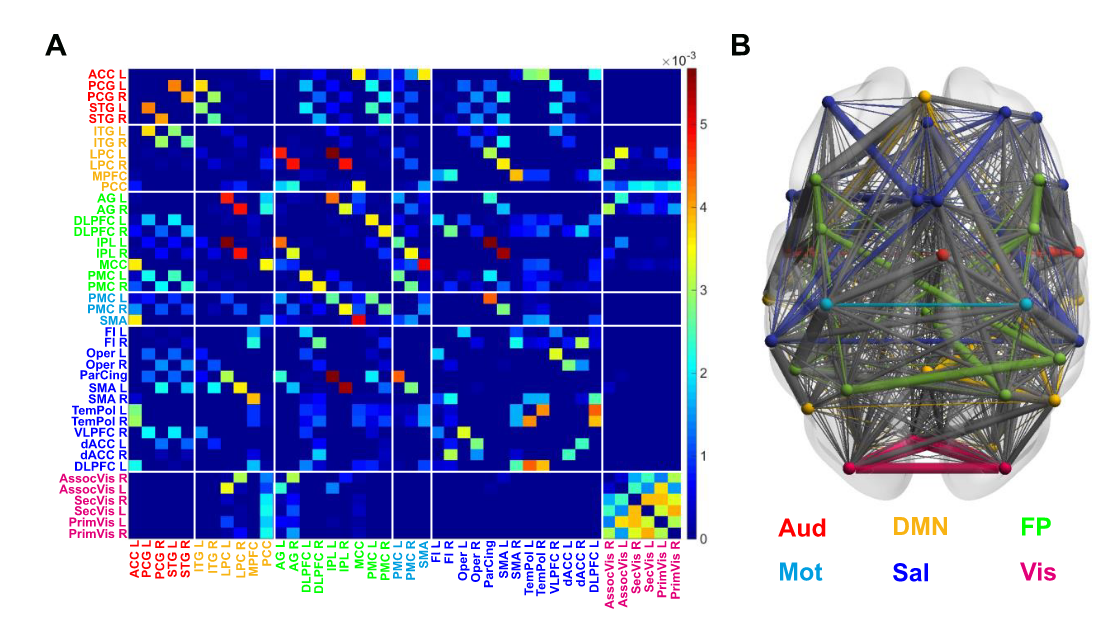 A
B
×10⁻³
ACC L
PCG L
PCG R
STG L
STG R
ITG L
ITG R
LPC L
LPC R
MPFC
PCC
AG L
AG R
DLPFC L
DLPFC R
IPL L
IPL R
MCC
PMC L
PMC R
PMC L
PMC R
SMA
FI L
FI R
Oper L
Oper R
ParCing
SMA L
SMA R
TemPol L
TemPol R
VLPFC R
dACC L
dACC R
DLPFC L
AssocVis R
AssocVis L
SecVis R
SecVis L
PrimVis L
PrimVis R
5
4
3
2
1
0
ACC L
PCG L
PCG R
STG L
STG R
ITG L
ITG R
LPC L
LPC R
MPFC
PCC
AG L
AG R
DLPFC L
DLPFC R
IPL L
IPL R
MCC
PMC L
PMC R
PMC L
PMC R
SMA
FI L
FI R
Oper L
Oper R
ParCing
SMA L
SMA R
TemPol L
TemPol R
VLPFC R
dACC L
dACC R
DLPFC L
AssocVis R
AssocVis L
SecVis R
SecVis L
PrimVis L
PrimVis R
Aud DMN FP
Mot Sal Vis